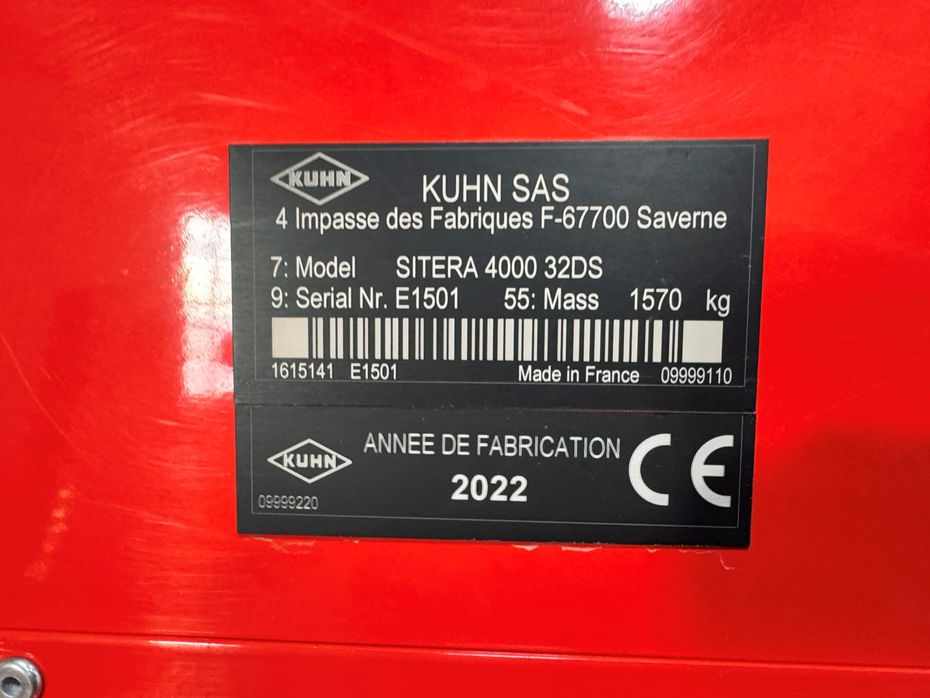 KUHN
KUHN SAS
4 Impasse des Fabriques F-67700 Saverne
7: Model SITERA 4000 32DS
9: Serial Nr. E1501 55: Mass 1570 kg
1615141 E1501 Made in France 09999110
KUHN
ANNEE DE FABRICATION
2022
CE
09999220